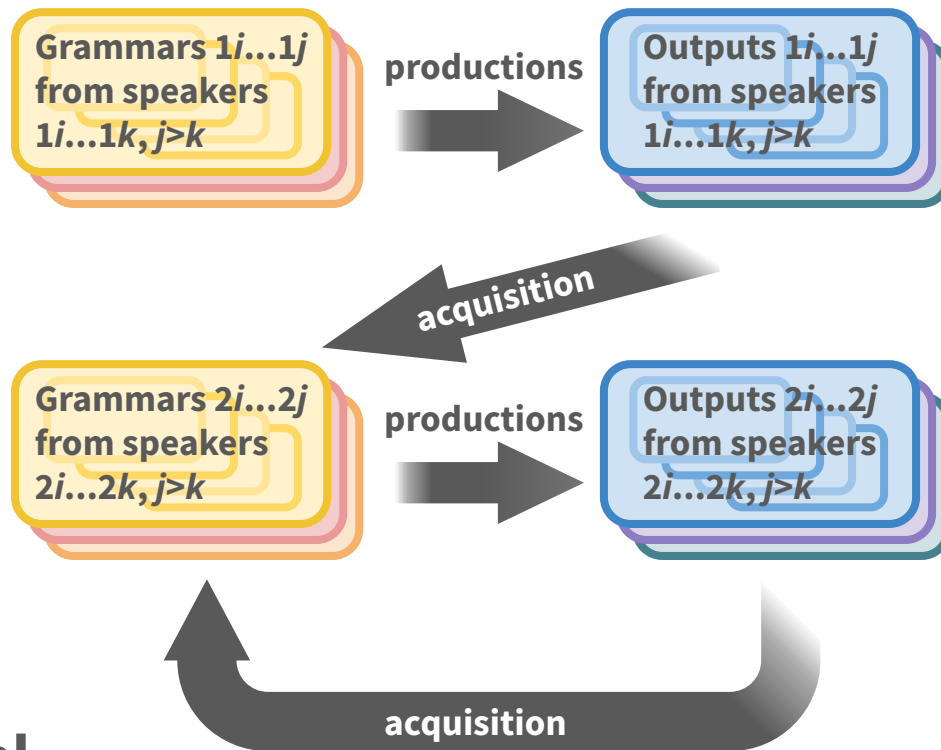 Grammars 1i...1j
from speakers
1i...1k, j>k
productions
Outputs 1i...1j
from speakers
1i...1k, j>k
acquisition
Grammars 2i...2j
from speakers
2i...2k, j>k
productions
Outputs 2i...2j
from speakers
2i...2k, j>k
acquisition